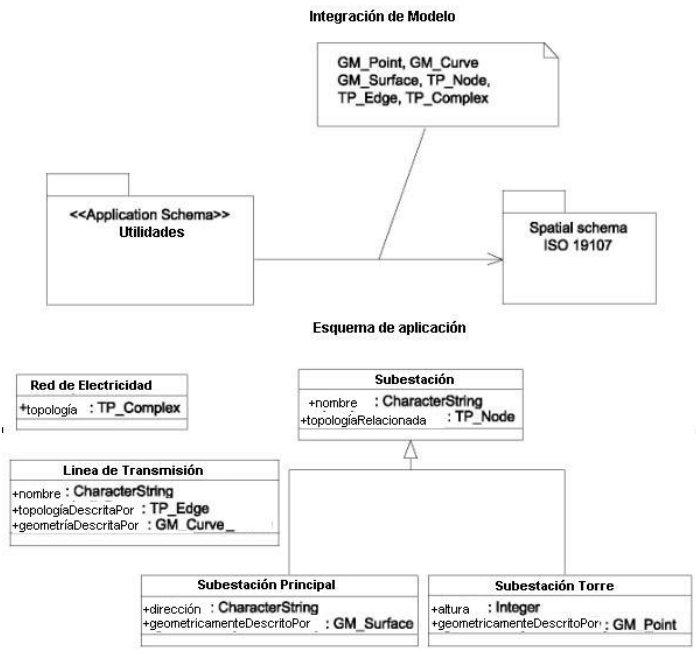 Integración de Modelo
GM_Point, GM_Curve
GM_Surface, TP_Node,
TP_Edge, TP_Complex
<<Application Schema>>
Utilidades
Spatial schema
ISO 19107
Esquema de aplicación
Red de Electricidad
+topología : TP_Complex
Subestación
+nombre : CharacterString
+topologíaRelacionada : TP_Node
Linea de Transmisión
+nombre : CharacterString
+topologíaDescritaPor : TP_Edge
+geometríaDescritaPor : GM_Curve_
Subestación Principal
+dirección : CharacterString
+geometricamenteDescritoPor : GM_Surface
Subestación Torre
+altura : Integer
+geometricamenteDescritoPor : GM_Point